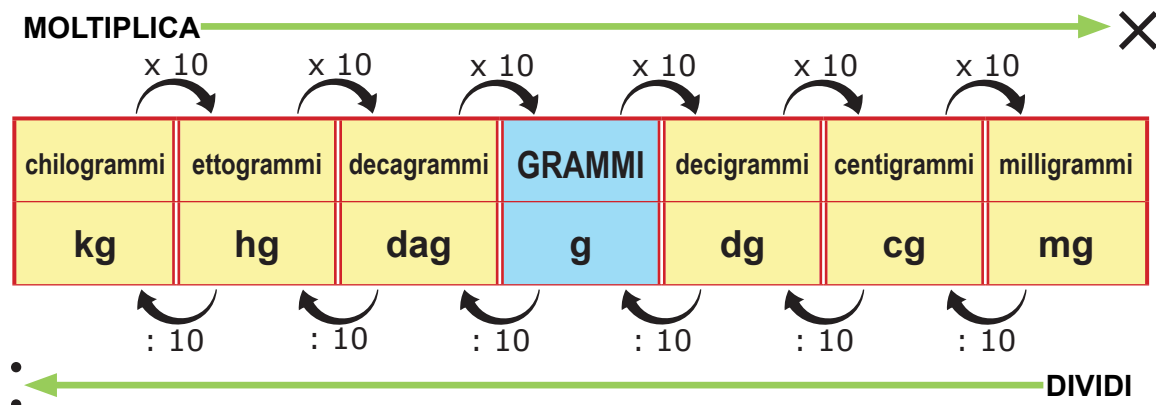 MOLTIPLICA ×
x 10 x 10 x 10 x 10 x 10 x 10
chilogrammi ettogrammi decagrammi GRAMMI decigrammi centigrammi milligrammi
kg hg dag g dg cg mg
: 10 : 10 : 10 : 10 : 10 : 10
: DIVIDI